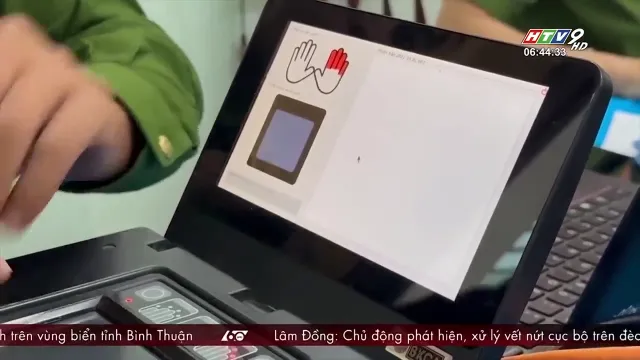 HTV9 HD
06:44:33
h trên vùng biển tỉnh Bình Thuận
Lâm Đồng: Chủ động phát hiện, xử lý vết nứt cục bộ trên đèo